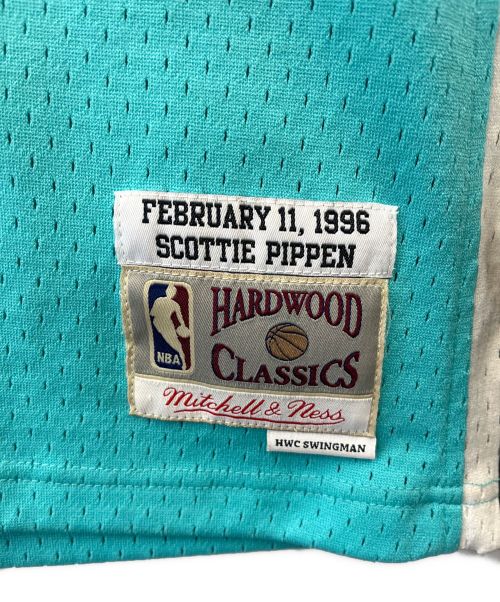 FEBRUARY 11, 1996
SCOTTIE PIPPEN
NBA
HARDWOOD
CLASSICS
Mitchell & Ness
HWC SWINGMAN